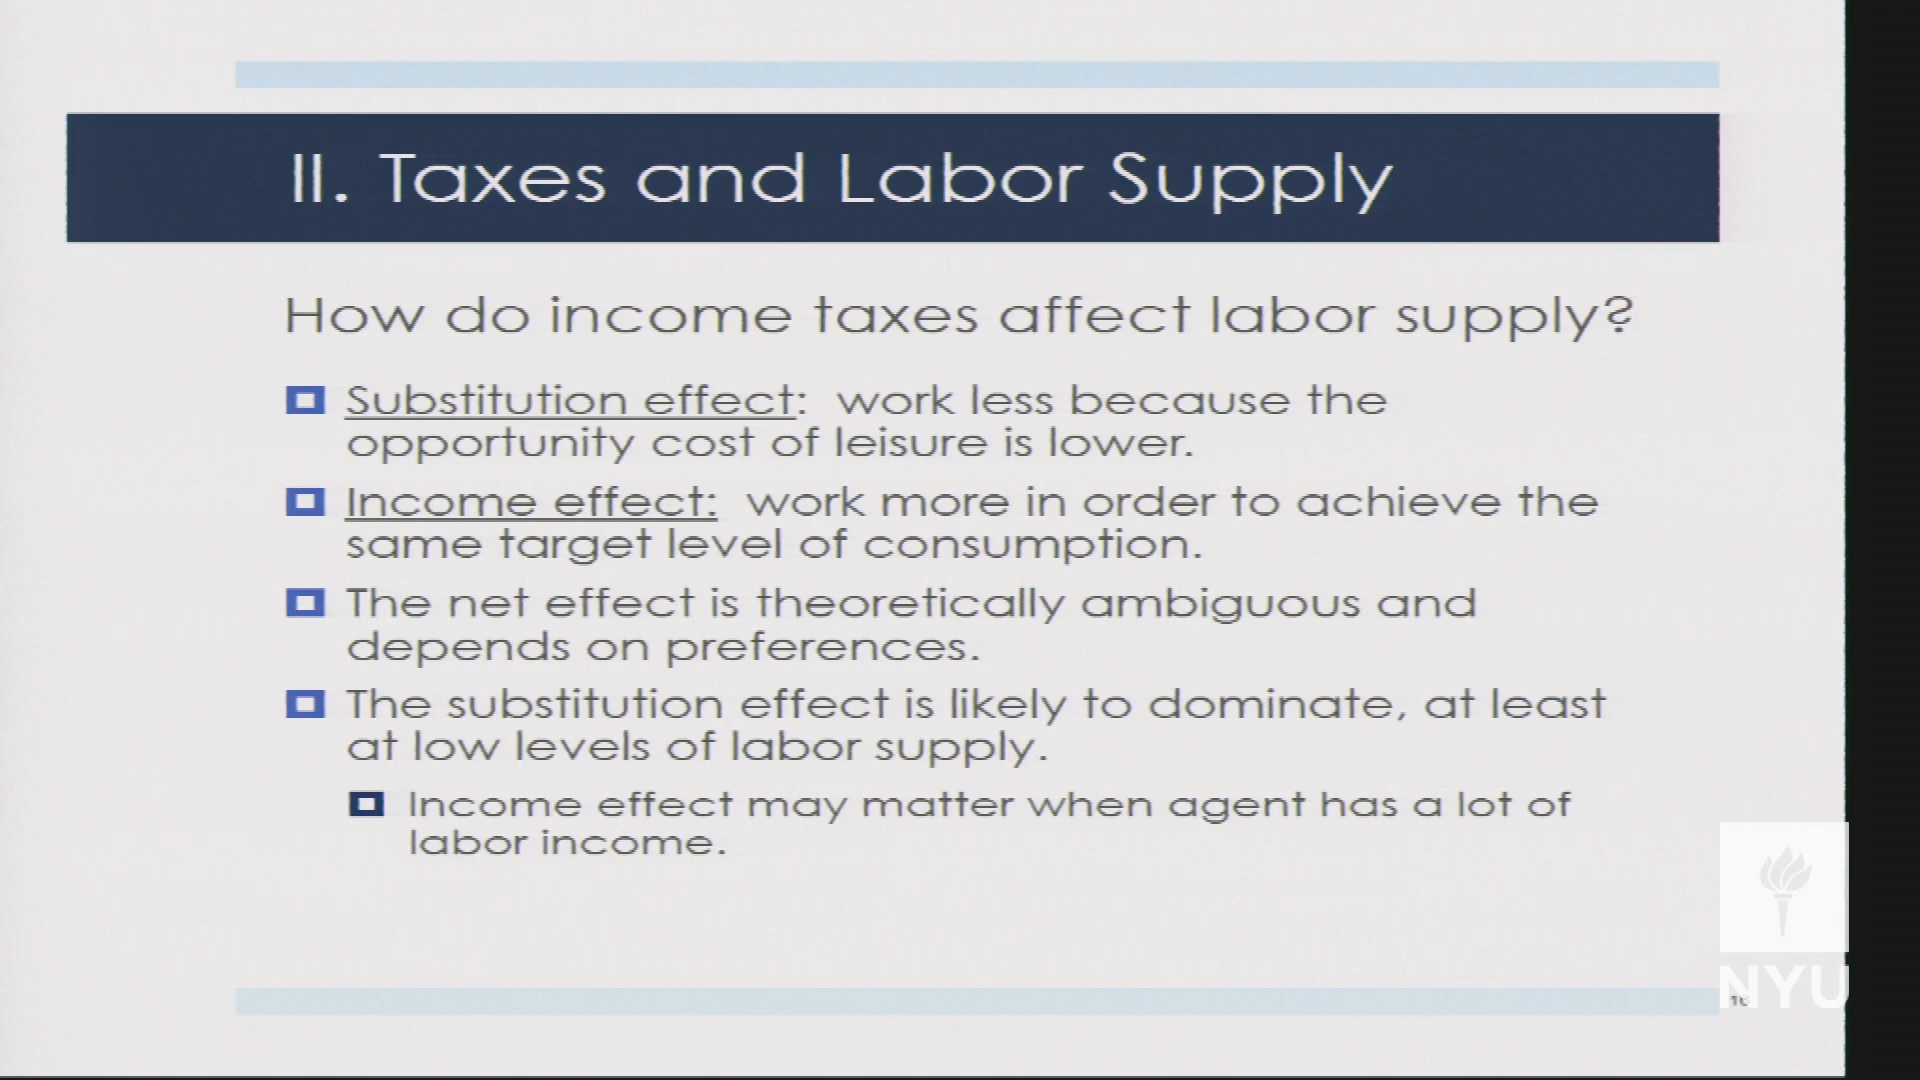 II. Taxes and Labor Supply
How do income taxes affect labor supply?
Substitution effect: work less because the
opportunity cost of leisure is lower.
Income effect: work more in order to achieve the
same target level of consumption.
The net effect is theoretically ambiguous and
depends on preferences.
The substitution effect is likely to dominate, at least
at low levels of labor supply.
Income effect may matter when agent has a lot of
labor income.
NYU